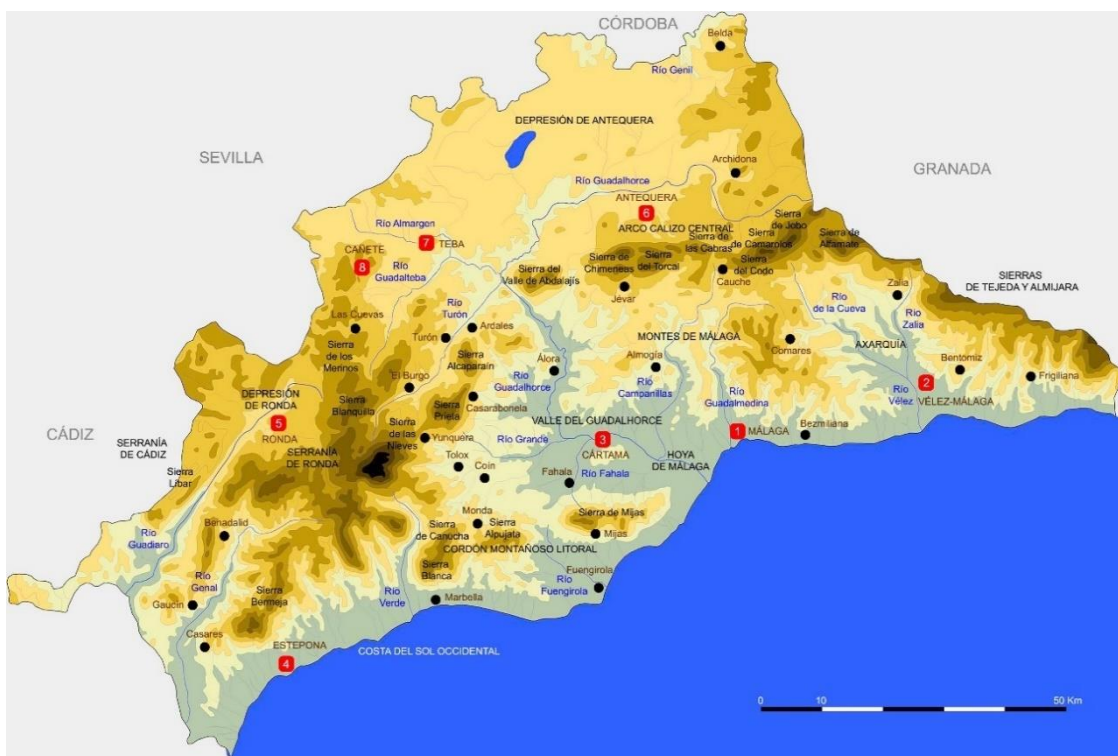 CÓRDOBA
Belda
Río Genil
DEPRESIÓN DE ANTEQUERA
SEVILLA
GRANADA
Archidona
Río Guadalhorce
ANTEQUERA
6
ARCO CALIZO CENTRAL
Sierra
de Jobo
Sierra
de Camarolos
Sierra de
Alfarnate
Sierra de
las Cabras
Sierra
del Codo
Río Almargen
7
TEBA
CAÑETE
8
Río
Guadalteba
Sierra del
Valle de Abdalajís
Sierra de
Chimeneas
Sierra
del Torcal
Jévar
Cauche
Zalia
SIERRAS
DE TEJEDA Y ALMIJARA
Río
de la Cueva
Río
Zalia
Las Cuevas
Río
Turón
Turón
Ardales
MONTES DE MÁLAGA
Comares
AXARQUÍA
Sierra
de los
Merinos
Sierra
Alcaparaín
Álora
Río
Guadalhorce
Almogía
Río
Campanillas
Río
Guadalmedina
Bentomiz
Frigiliana
2
Río
Vélez
VÉLEZ-MÁLAGA
El Burgo
Casarabonela
DEPRESIÓN
DE RONDA
5
RONDA
Sierra
Blanquilla
Sierra
Prieta
VALLE DEL GUADALHORCE
1
MÁLAGA
Bezmiliana
CÁDIZ
SERRANÍA
DE CÁDIZ
SERRANÍA
DE RONDA
Sierra
de las
Nieves
Yunquera
Río Grande
3
CÁRTAMA
HOYA
DE MÁLAGA
Sierra
Líbar
Tolox
Coín
Fahala
Río Fahala
Benadalid
Río
Guadiaro
Monda
Sierra
de Canucha
Sierra
Alpujata
Sierra de Mijas
Mijas
CORDÓN MONTAÑOSO LITORAL
Río
Gonal
Gaucín
Sierra
Bermeja
Sierra
Blanca
Río
Verde
Marbella
Fuengirola
Río
Fuengirola
Casares
ESTEPONA
4
COSTA DEL SOL OCCIDENTAL
0 10 50 Km